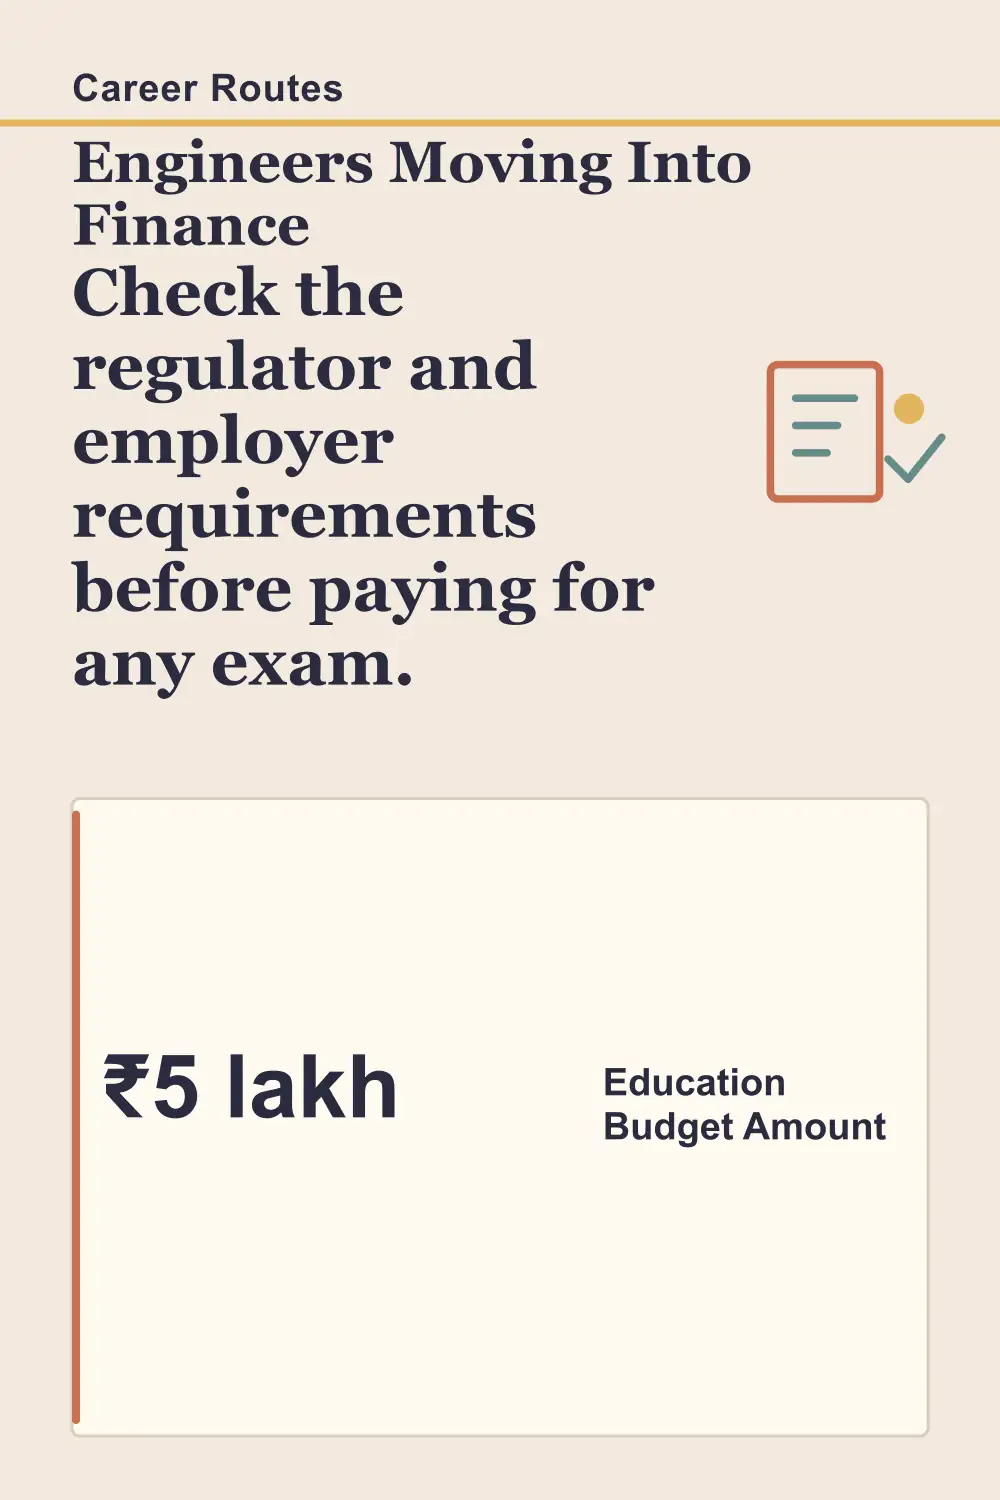 Career Routes
Engineers Moving Into
Finance
Check the
regulator and
employer
requirements
before paying for
any exam.
₹5 lakh
Education
Budget Amount